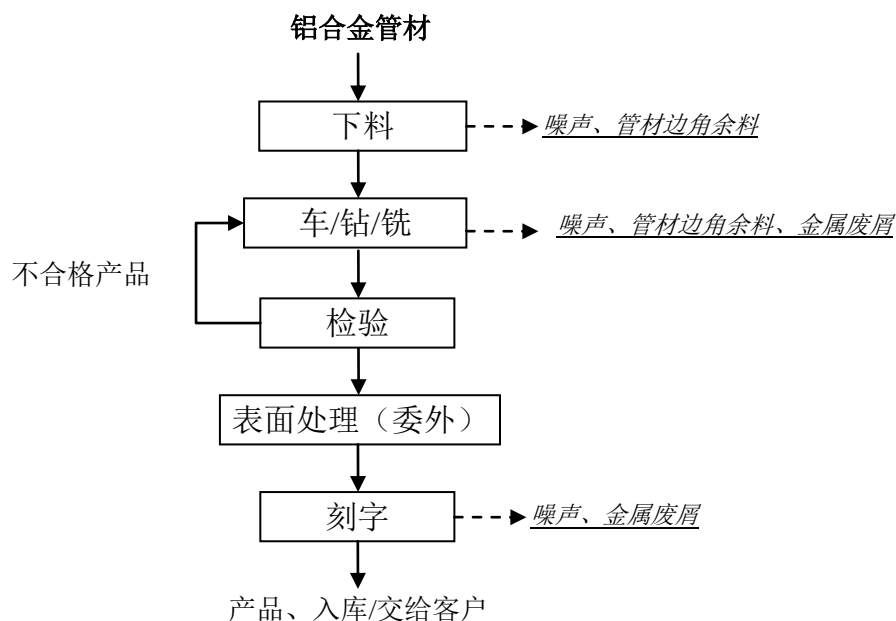 铝合金管材
下料
噪声、管材边角余料
车/钻/铣
噪声、管材边角余料、金属废屑
不合格产品
检验
表面处理（委外）
刻字
噪声、金属废屑
产品、入库/交给客户